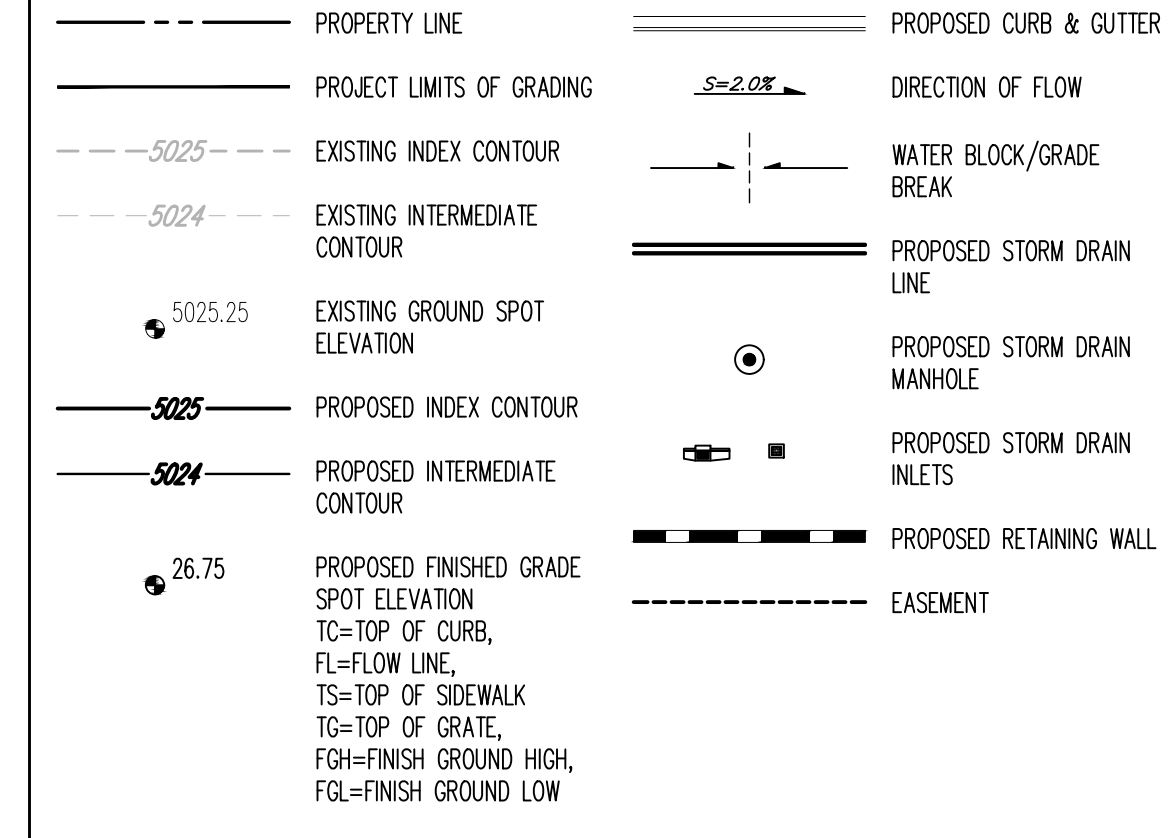 PROPERTY LINE
PROJECT LIMITS OF GRADING
5025
EXISTING INDEX CONTOUR
5024
EXISTING INTERMEDIATE
CONTOUR
5025.25
EXISTING GROUND SPOT
ELEVATION
5025
PROPOSED INDEX CONTOUR
5024
PROPOSED INTERMEDIATE
CONTOUR
26.75
PROPOSED FINISHED GRADE
SPOT ELEVATION
TC=TOP OF CURB,
FL=FLOW LINE,
TS=TOP OF SIDEWALK
TG=TOP OF GRATE,
FGH=FINISH GROUND HIGH,
FGL=FINISH GROUND LOW
PROPOSED CURB & GUTTER
S=2.0%
DIRECTION OF FLOW
WATER BLOCK/GRADE
BREAK
PROPOSED STORM DRAIN
LINE
PROPOSED STORM DRAIN
MANHOLE
PROPOSED STORM DRAIN
INLETS
PROPOSED RETAINING WALL
EASEMENT